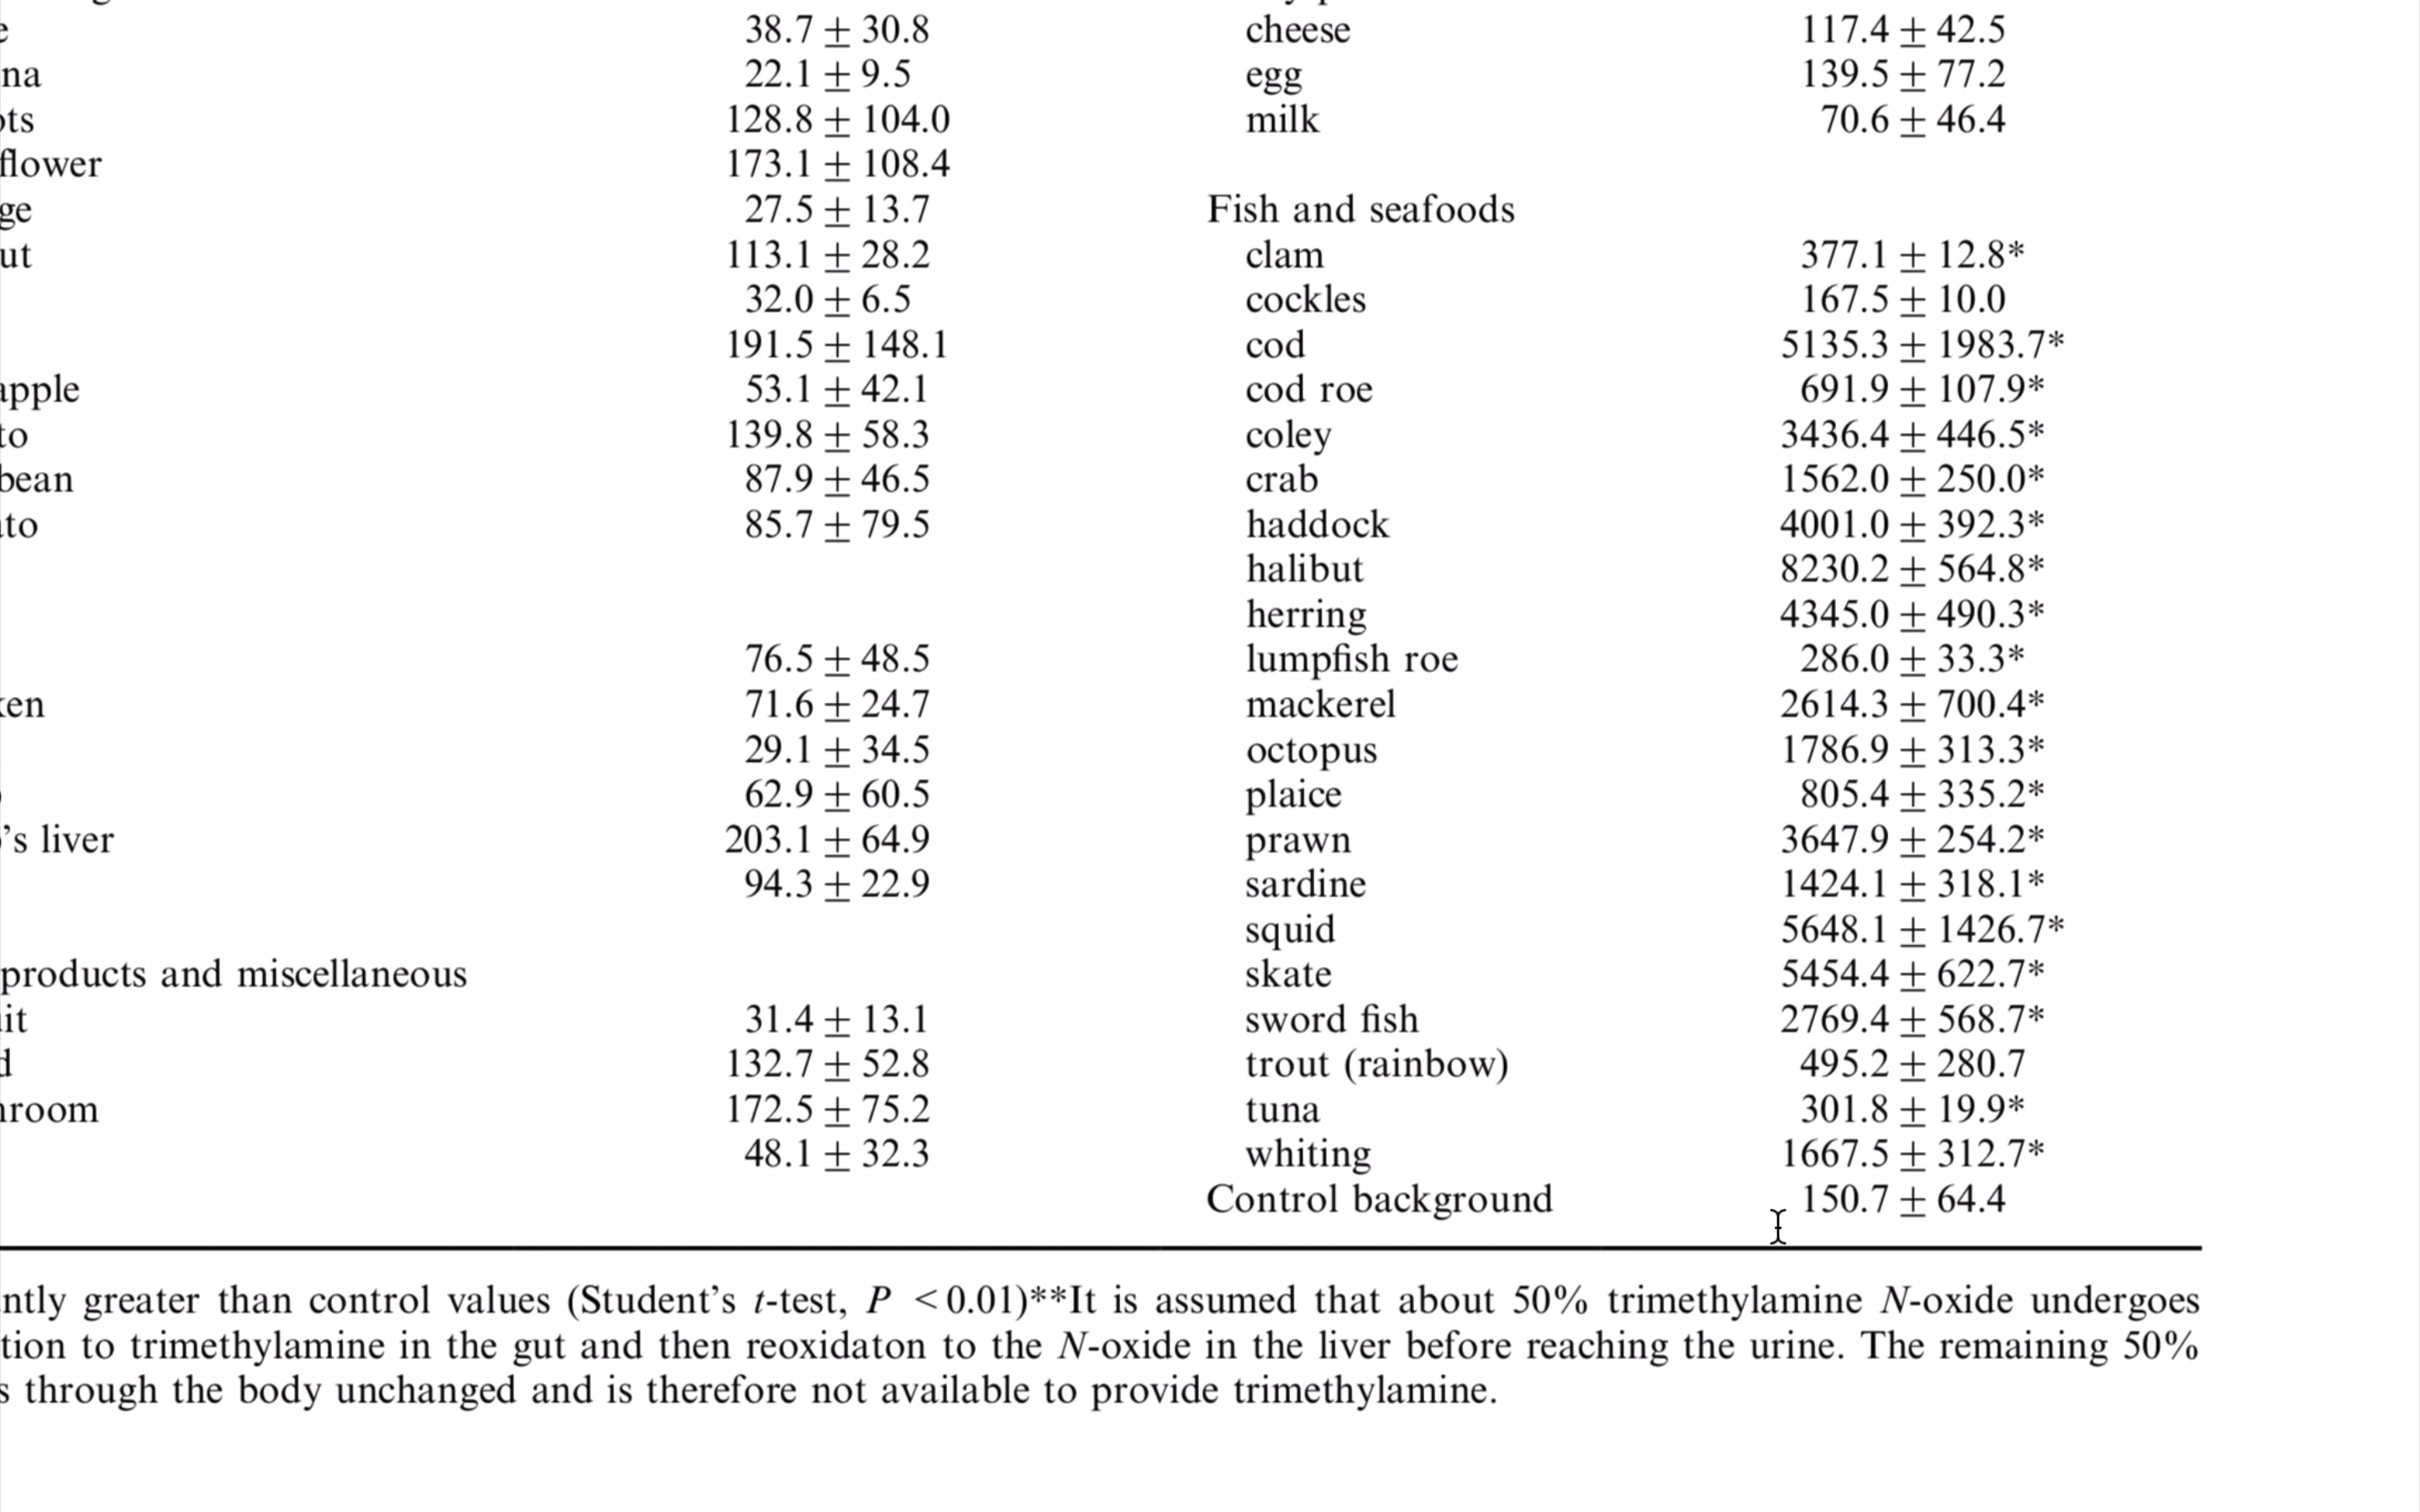 38.7 ± 30.8 cheese 117.4 ± 42.5
na 22.1 ± 9.5 egg 139.5 ± 77.2
ots 128.8 ± 104.0 milk 70.6 ± 46.4
flower 173.1 ± 108.4
ge 27.5 ± 13.7 Fish and seafoods
ut 113.1 ± 28.2 clam 377.1 ± 12.8*
32.0 ± 6.5 cockles 167.5 ± 10.0
191.5 ± 148.1 cod 5135.3 ± 1983.7*
apple 53.1 ± 42.1 cod roe 691.9 ± 107.9*
to 139.8 ± 58.3 coley 3436.4 ± 446.5*
bean 87.9 ± 46.5 crab 1562.0 ± 250.0*
ato 85.7 ± 79.5 haddock 4001.0 ± 392.3*
halibut 8230.2 ± 564.8*
herring 4345.0 ± 490.3*
76.5 ± 48.5 lumpfish roe 286.0 ± 33.3*
ken 71.6 ± 24.7 mackerel 2614.3 ± 700.4*
29.1 ± 34.5 octopus 1786.9 ± 313.3*
62.9 ± 60.5 plaice 805.4 ± 335.2*
's liver 203.1 ± 64.9 prawn 3647.9 ± 254.2*
94.3 ± 22.9 sardine 1424.1 ± 318.1*
squid 5648.1 ± 1426.7*
products and miscellaneous skate 5454.4 ± 622.7*
it 31.4 ± 13.1 sword fish 2769.4 ± 568.7*
d 132.7 ± 52.8 trout (rainbow) 495.2 ± 280.7
hroom 172.5 ± 75.2 tuna 301.8 ± 19.9*
48.1 ± 32.3 whiting 1667.5 ± 312.7*
Control background 150.7 ± 64.4
ntly greater than control values (Student's t-test, P <0.01)**It is assumed that about 50% trimethylamine N-oxide undergoes
tion to trimethylamine in the gut and then reoxidaton to the N-oxide in the liver before reaching the urine. The remaining 50%
s through the body unchanged and is therefore not available to provide trimethylamine.